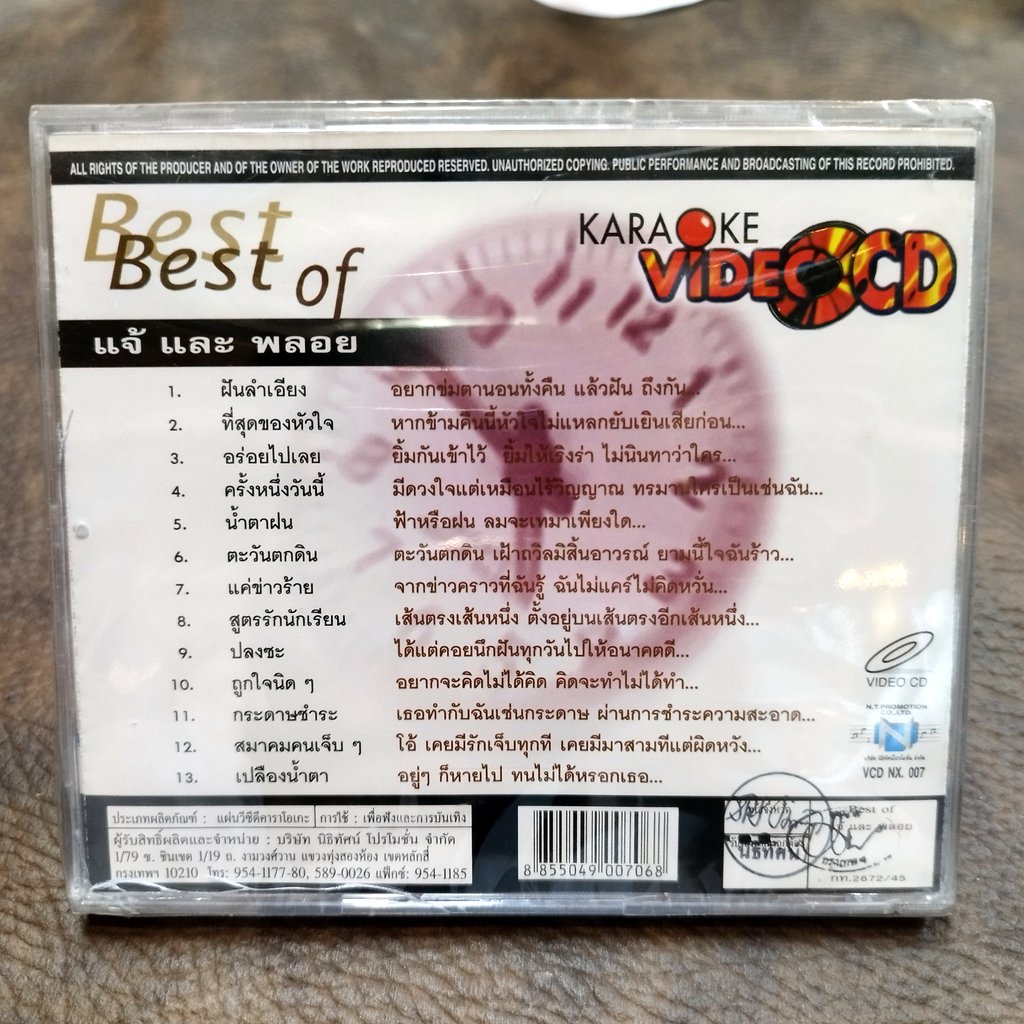 ALL RIGHTS OF THE PRODUCER AND OF THE OWNER OF THE WORK REPRODUCED RESERVED. UNAUTHORIZED COPYING. PUBLIC PERFORMANCE AND BROADCASTING OF THIS RECORD PROHIBITED.
Best
Best of
KARAOKE
VIDEO CD
แจ้ และ พลอย
1. ฝันลำเอียง อยากข่มตานอนทั้งคืน แล้วฝัน ถึงกัน...
2. ที่สุดของหัวใจ หากข้ามคืนนี้หัวใจไม่แหลกยับเยินเสียก่อน...
3. อร่อยไปเลย ยิ้มกันเข้าไว้ ยิ้มให้เริงร่า ไม่นินทาว่าใคร...
4. ครั้งหนึ่งวันนี้ มีดวงใจแต่เหมือนไร้วิญญาณ ทรมานใครเป็นเช่นฉัน...
5. น้ำตาฝน ฟ้าหรือฝน ลมจะเทมาเพียงใด...
6. ตะวันตกดิน ตะวันตกดิน เฝ้าถวิลมิสิ้นอาวรณ์ ยามนี้ใจฉันร้าว...
7. แค่ข่าวร้าย จากข่าวคราวที่ฉันรู้ ฉันไม่แคร์ไม่คิดหวั่น...
8. สูตรรักนักเรียน เส้นตรงเส้นหนึ่ง ตั้งอยู่บนเส้นตรงอีกเส้นหนึ่ง...
9. ปลงซะ ได้แต่คอยนึกฝันทุกวันไปให้อนาคตดี...
10. ถูกใจนิด ๆ อยากจะคิดไม่ได้คิด คิดจะทำไม่ได้ทำ...
11. กระดาษชำระ เธอทำกับฉันเช่นกระดาษ ผ่านการชำระความสะอาด...
12. สมาคมคนเจ็บ ๆ โอ้ เคยมีรักเจ็บทุกที เคยมีมาสามทีแต่ผิดหวัง...
13. เปลืองน้ำตา อยู่ๆ ก็หายไป ทนไม่ได้หรอกเธอ...
VIDEO CD
N.T. PROMOTION
CO.,LTD.
N
VCD NX. 007
ประเภทผลิตภัณฑ์ : แผ่นวีซีดีคาราโอเกะ การใช้ : เพื่อฟังและการบันเทิง
ผู้รับสิทธิ์ผลิตและจำหน่าย : บริษัท นิธิทัศน์ โปรโมชั่น จำกัด
1/79 ซ. ชินเขต 1/19 ถ. งามวงศ์วาน แขวงทุ่งสองห้อง เขตหลักสี่
กรุงเทพฯ 10210 โทร: 954-1177-80, 589-0026 แฟ็กซ์: 954-1185
8 855049 007068
Best of
และ พลอย
นิธิทัศน์
กท.2672/45